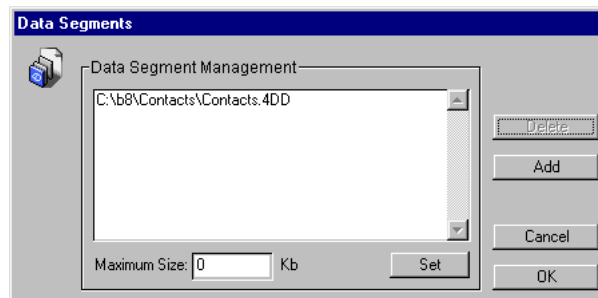 Data Segments
Data Segment Management
C:\b8\Contacts\Contacts.4DD
Delete
Add
Cancel
Maximum Size: 0 Kb Set
OK